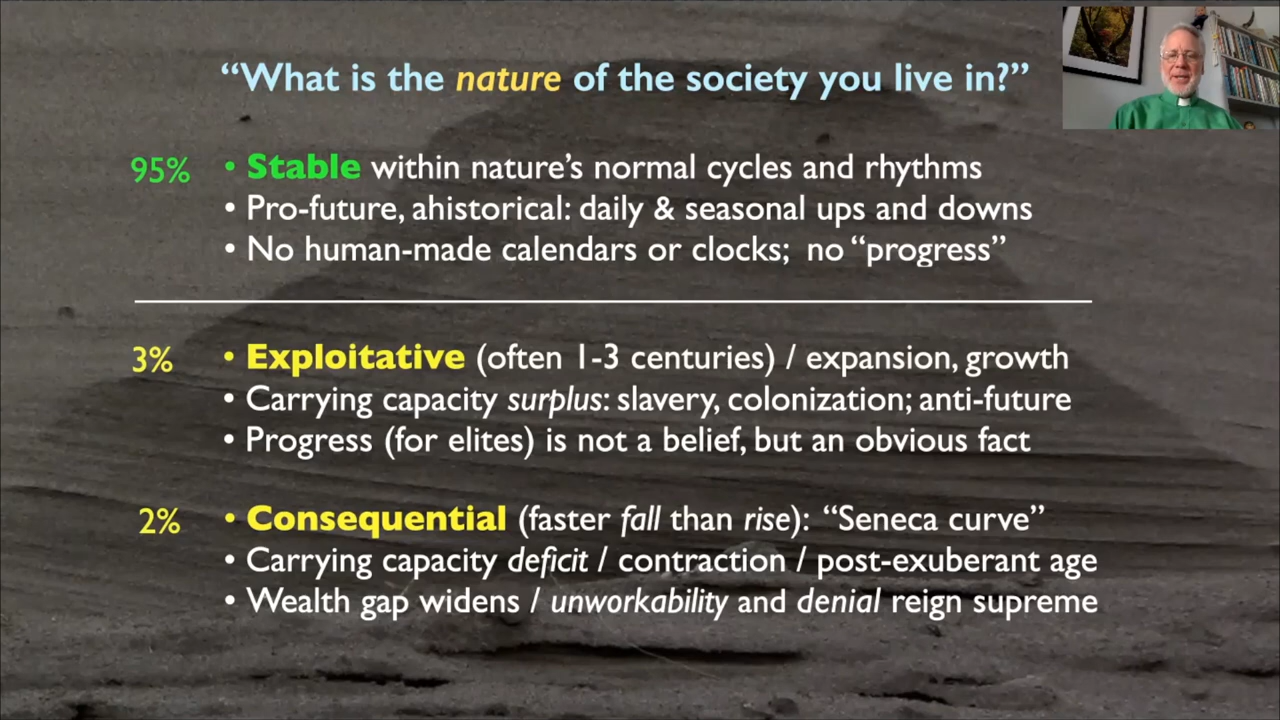 “What is the nature of the society you live in?”
95% • Stable within nature’s normal cycles and rhythms
• Pro-future, ahistorical: daily & seasonal ups and downs
• No human-made calendars or clocks; no “progress”
3% • Exploitative (often 1-3 centuries) / expansion, growth
• Carrying capacity surplus: slavery, colonization; anti-future
• Progress (for elites) is not a belief, but an obvious fact
2% • Consequential (faster fall than rise): “Seneca curve”
• Carrying capacity deficit / contraction / post-exuberant age
• Wealth gap widens / unworkability and denial reign supreme